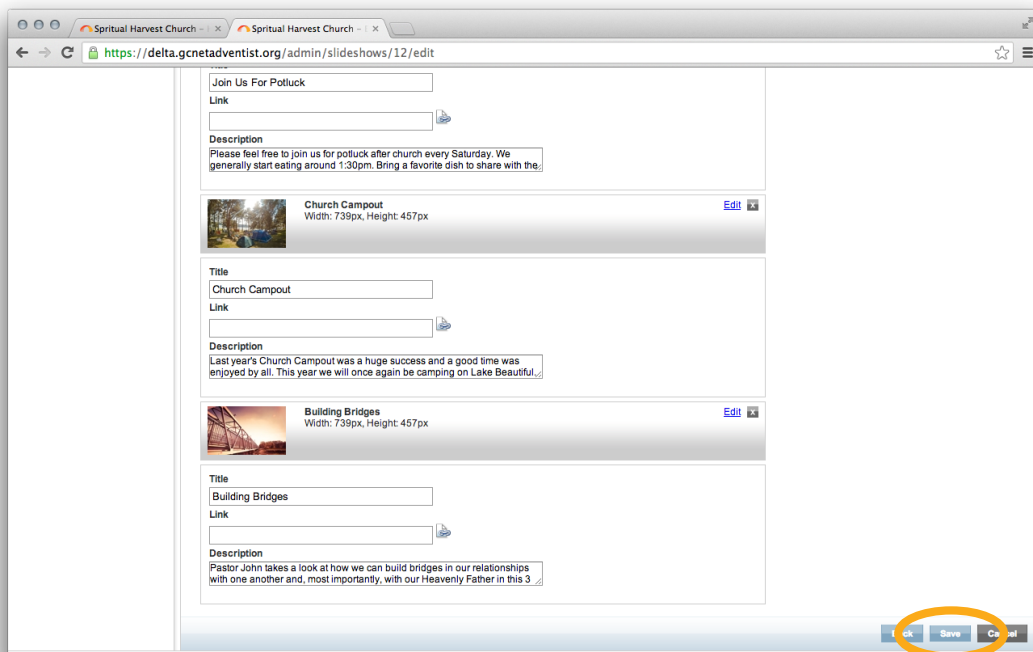 Spritual Harvest Church –
Spritual Harvest Church –
https://delta.gcnetadventist.org/admin/slideshows/12/edit
Title
Join Us For Potluck
Link
Description
Please feel free to join us for potluck after church every Saturday. We
generally start eating around 1:30pm. Bring a favorite dish to share with the
Church Campout
Edit
Width: 739px, Height: 457px
Title
Church Campout
Link
Description
Last year's Church Campout was a huge success and a good time was
enjoyed by all. This year we will once again be camping on Lake Beautiful.
Building Bridges
Edit
Width: 739px, Height: 457px
Title
Building Bridges
Link
Description
Pastor John takes a look at how we can build bridges in our relationships
with one another and, most importantly, with our Heavenly Father in this 3
Back Save Cancel